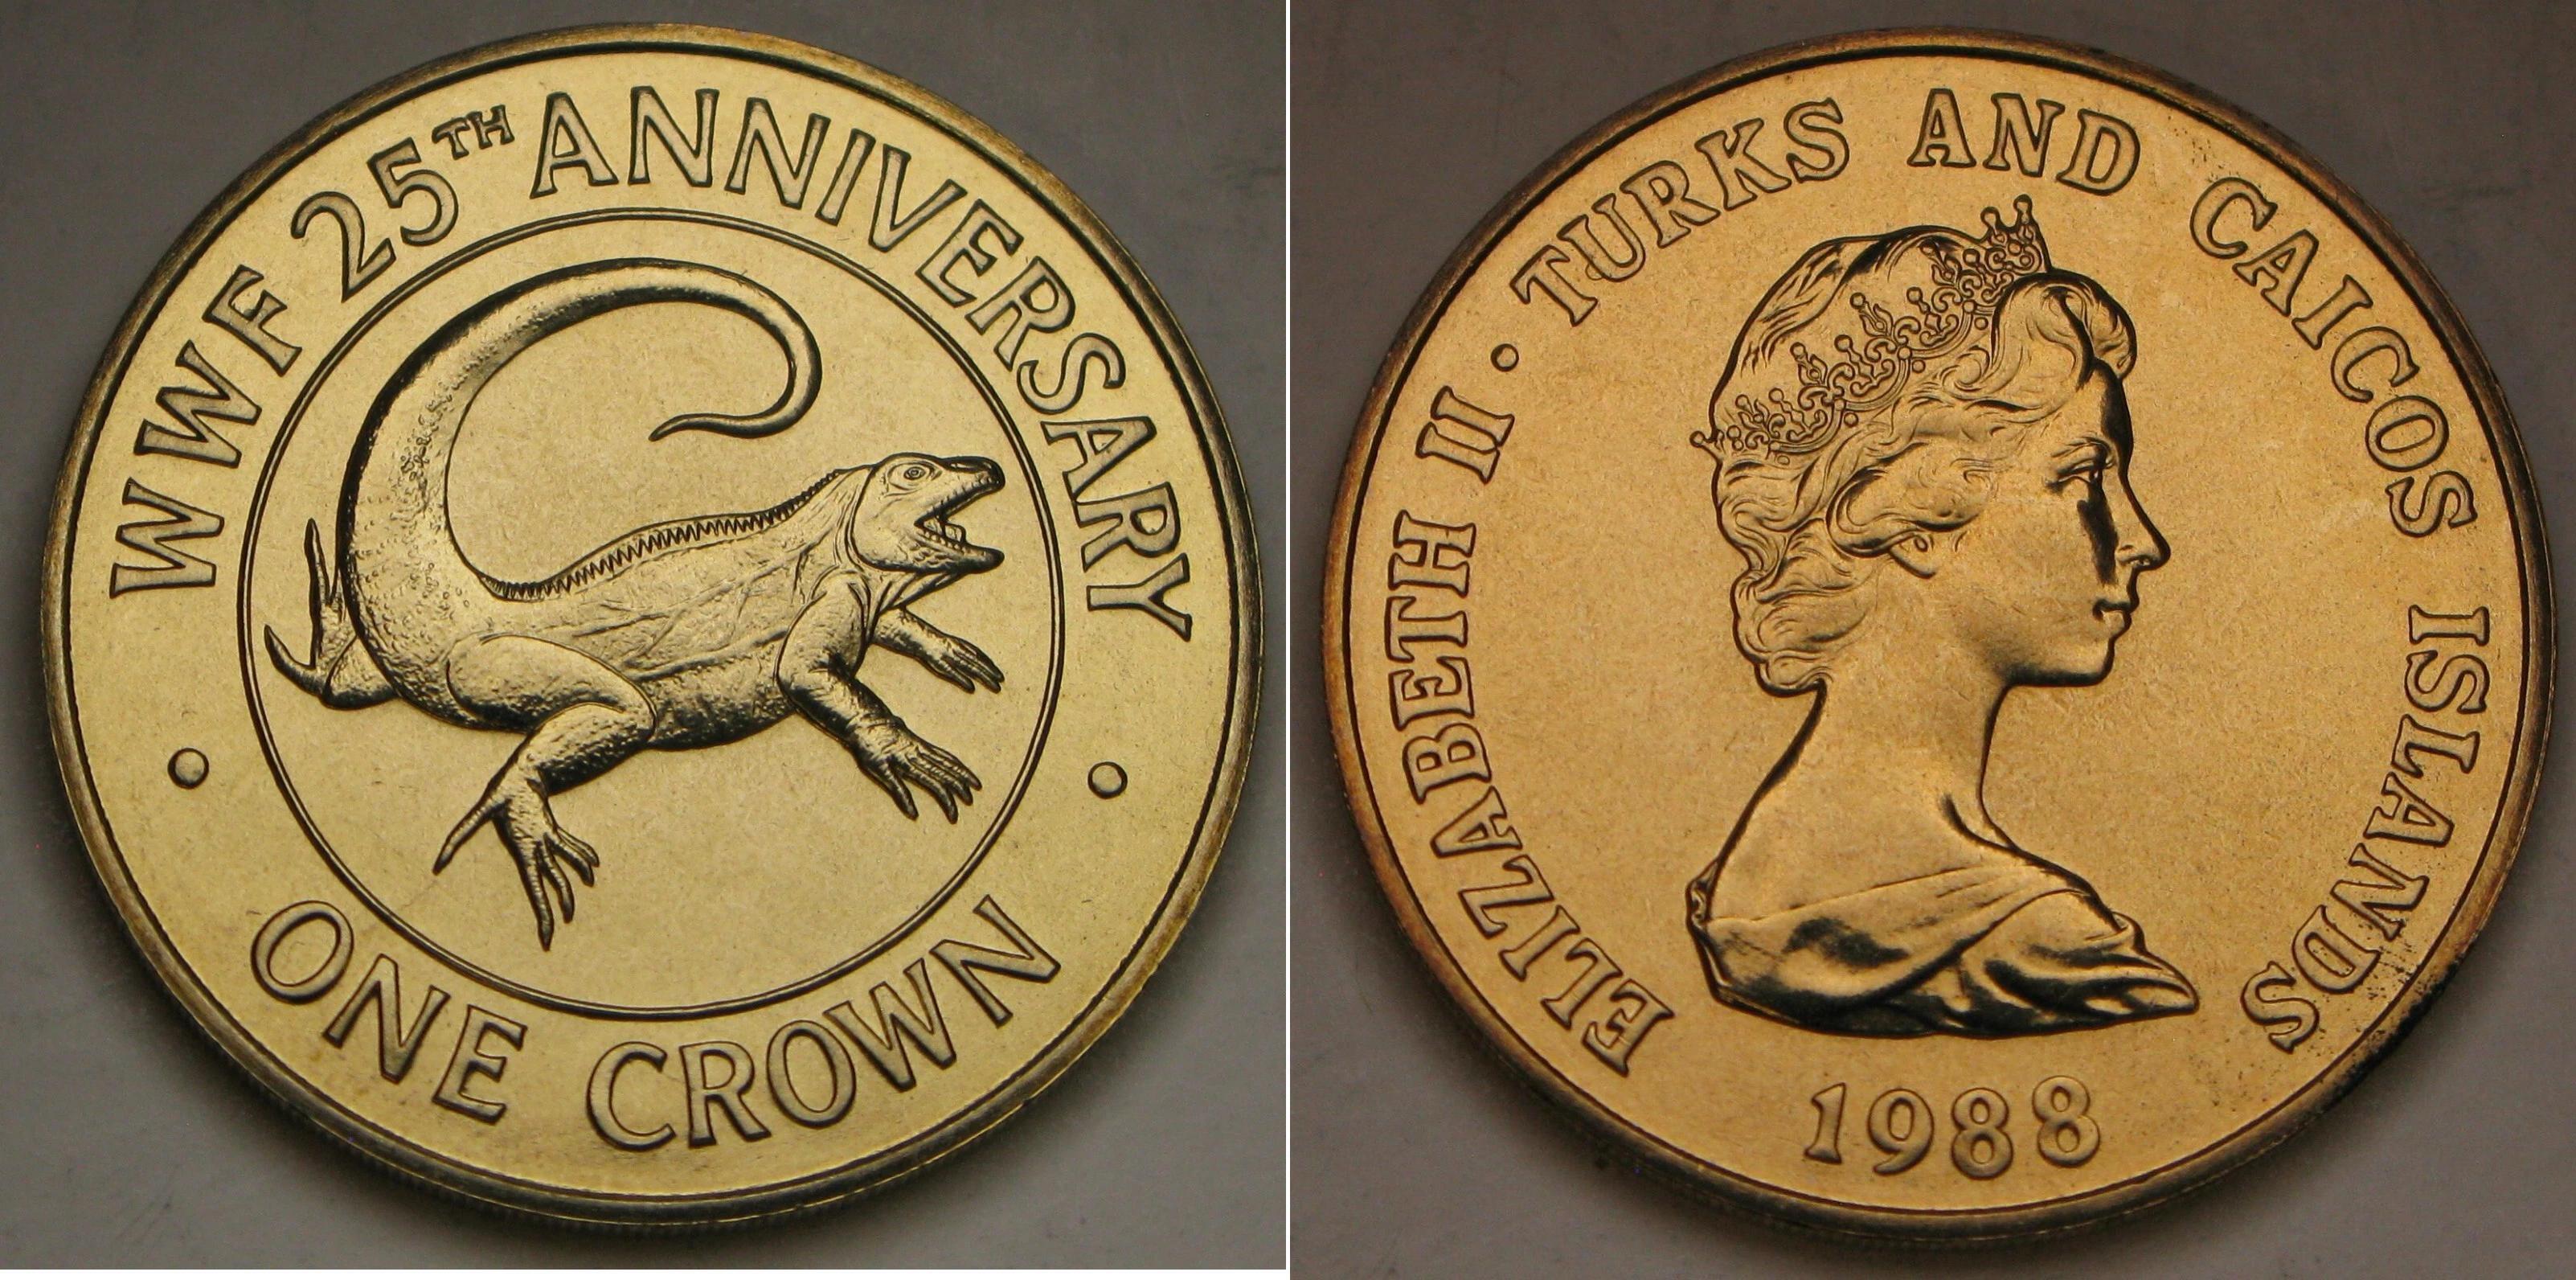 WWF 25TH ANNIVERSARY
ONE CROWN
ELIZABETH II · TURKS AND CAICOS ISLANDS
1988